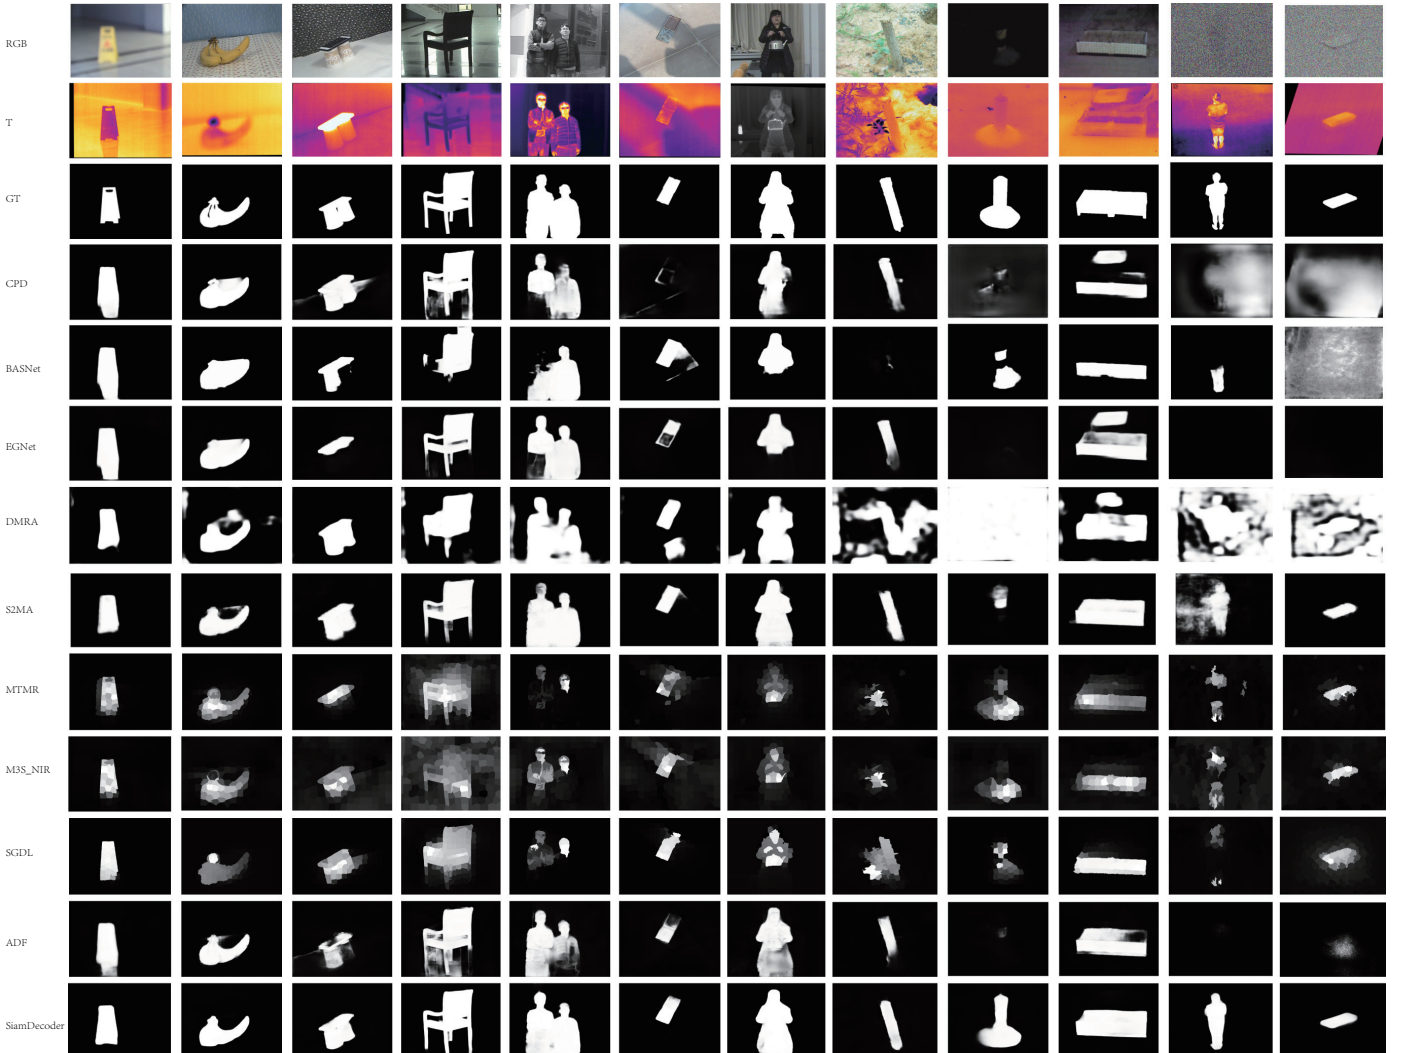 RGB
T
GT
CPD
BASNet
EGNet
DMRA
S2MA
MTMR
M3S_NIR
SGDL
ADF
SiamDecoder